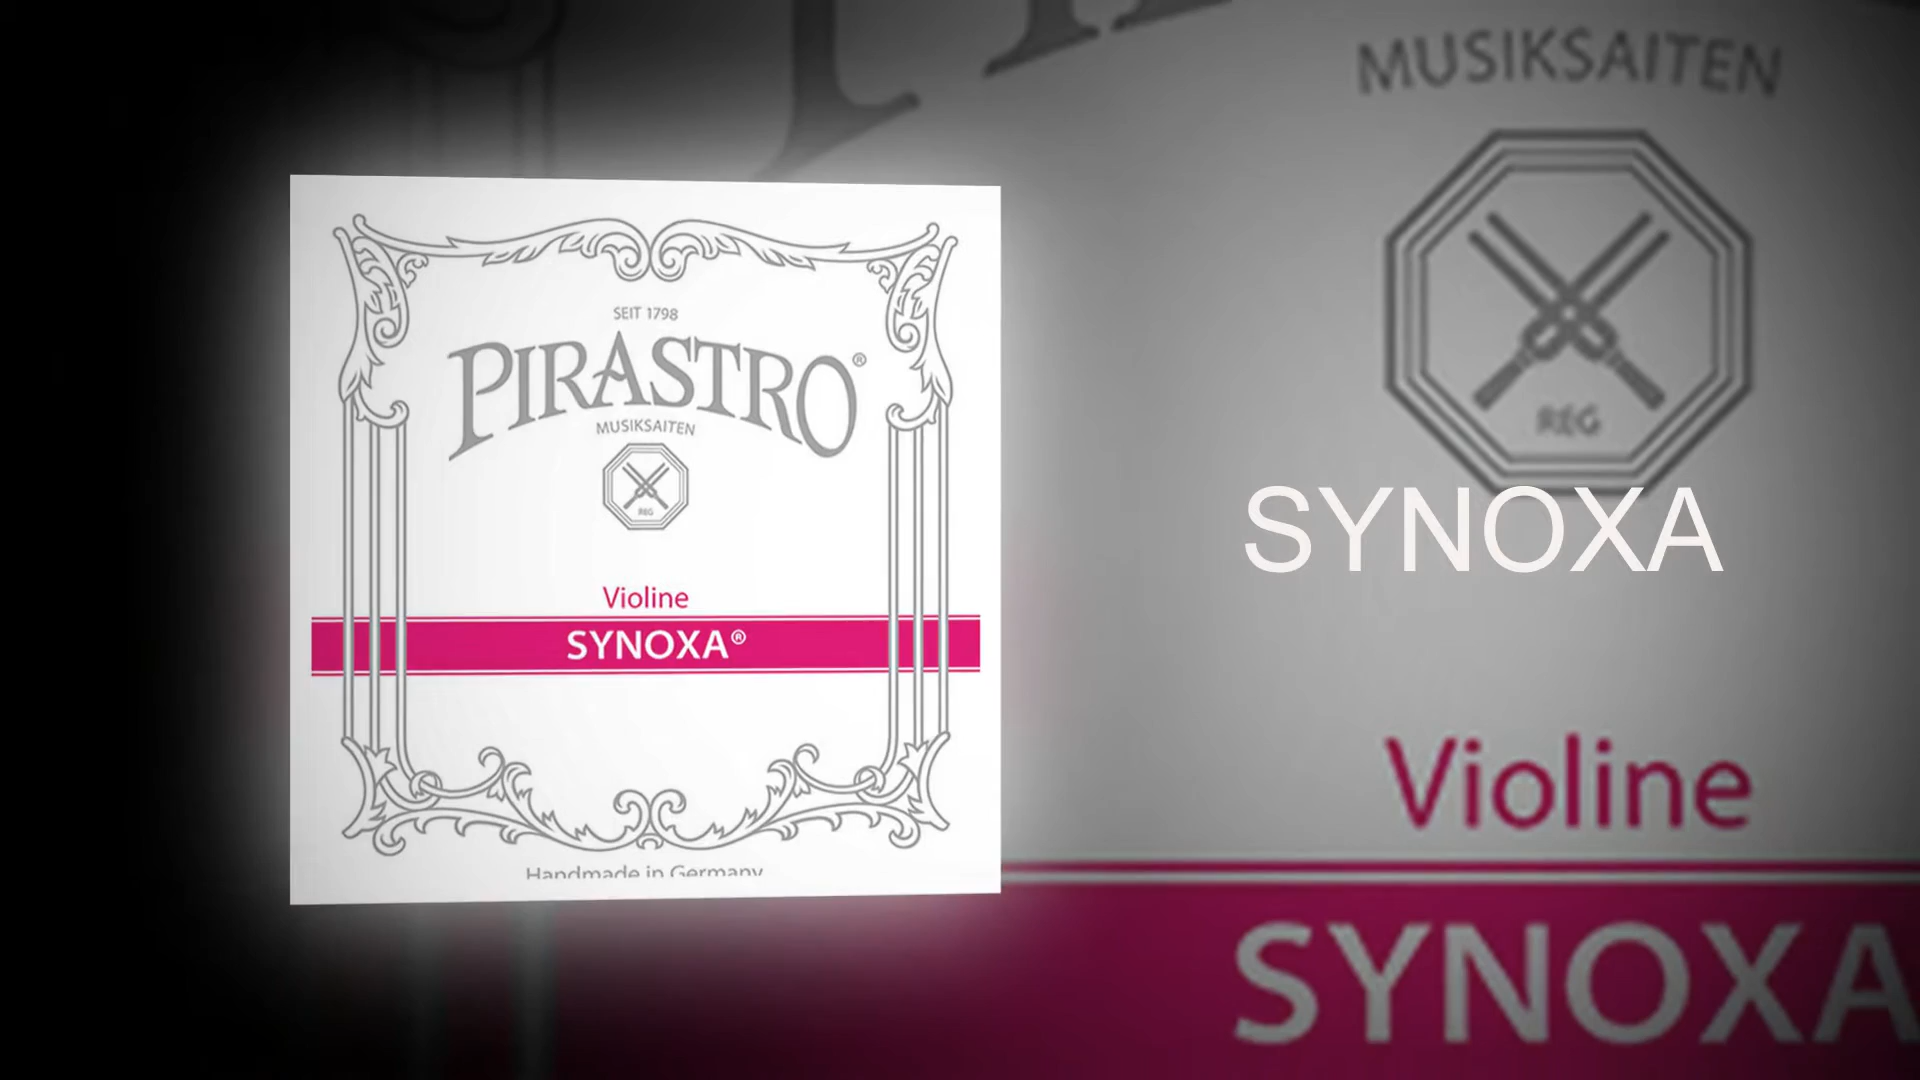 SEIT 1798
PIRASTRO®
MUSIKSAITEN
REG
Violine
SYNOXA®
Handmade in Germany
MUSIKSAITEN
REG
SYNOXA
Violine
SYNOXA